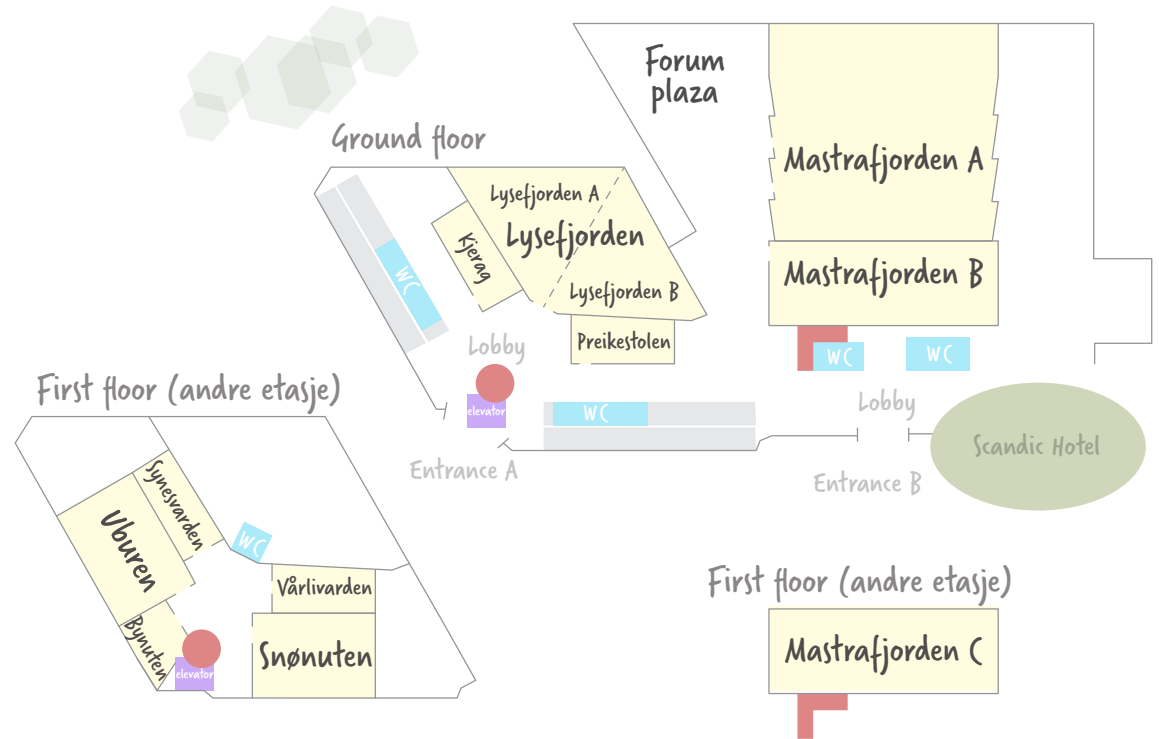 Forum
plaza
Mastrafjorden A
Mastrafjorden B
Ground floor
Lysefjorden A
Lysefjorden
Lysefjorden B
Kjerag
WC
Preikestolen
Lobby
elevator
WC
Entrance A
WC
WC
Lobby
Entrance B
Scandic Hotel
First floor (andre etasje)
Synesvarden
Uburen
WC
Vårlivarden
Bynuten
Snønuten
elevator
First floor (andre etasje)
Mastrafjorden C